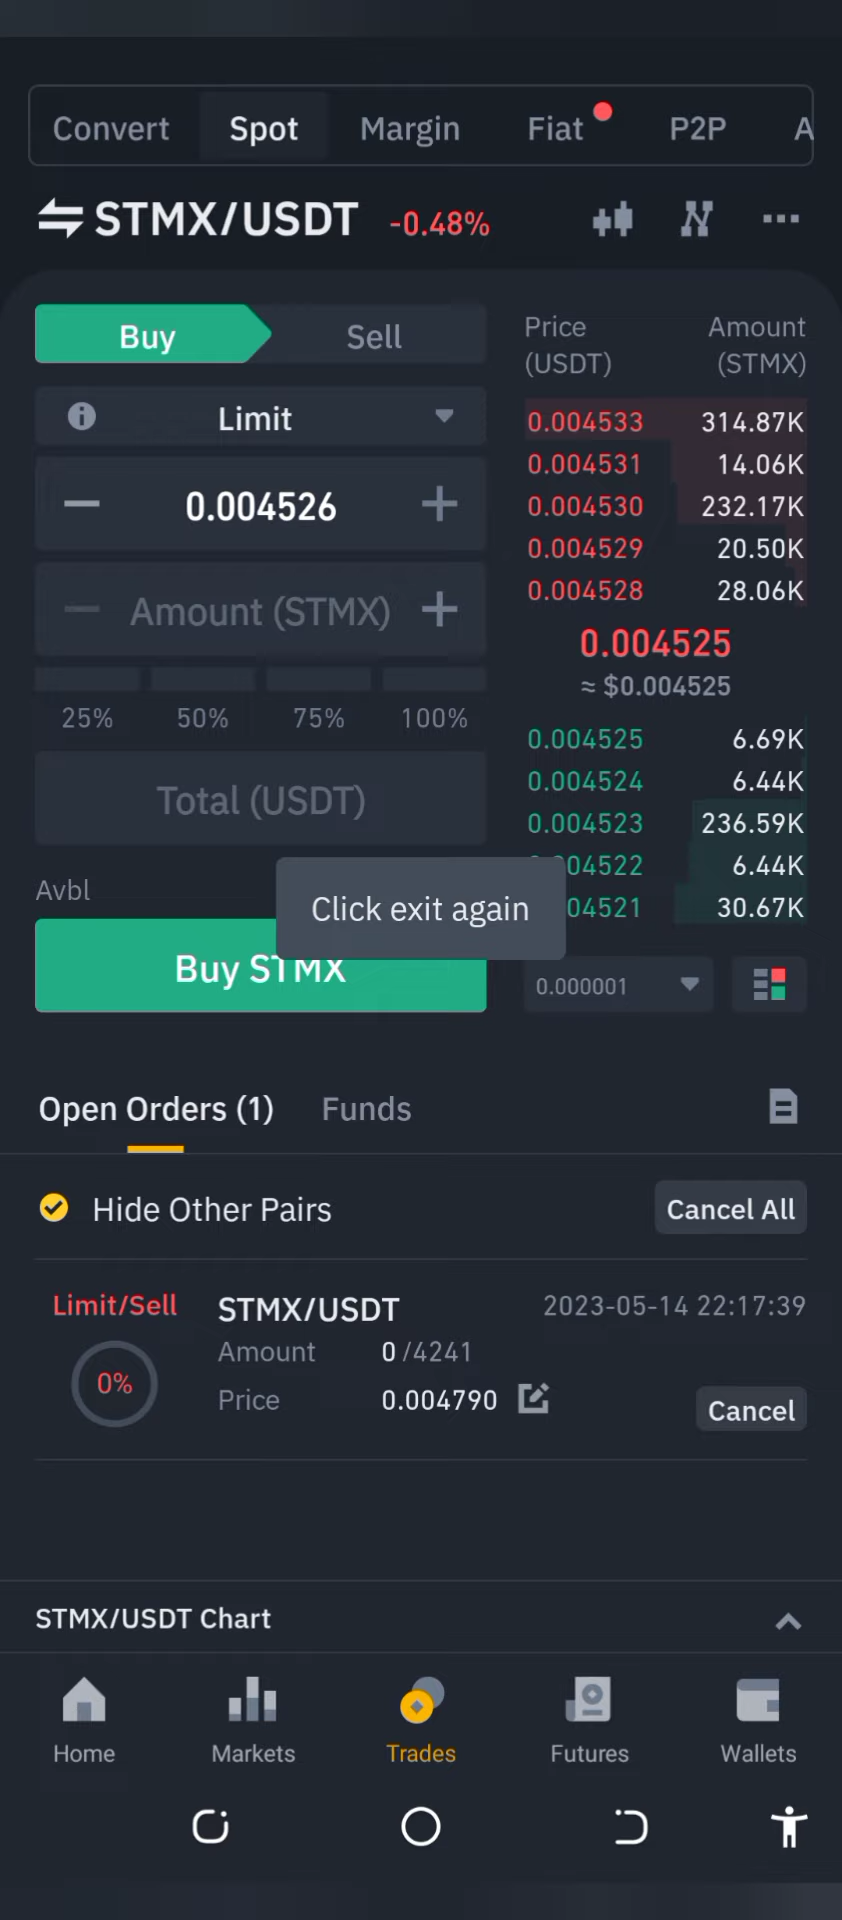 Convert Spot Margin Fiat P2P A
STMX/USDT -0.48%
Buy Sell
Limit
0.004526
Amount (STMX)
25% 50% 75% 100%
Total (USDT)
Avbl
Buy STMX
Click exit again
Price (USDT) Amount (STMX)
0.004533 314.87K
0.004531 14.06K
0.004530 232.17K
0.004529 20.50K
0.004528 28.06K
0.004525
≈ $0.004525
0.004525 6.69K
0.004524 6.44K
0.004523 236.59K
04522 6.44K
04521 30.67K
0.000001
Open Orders (1) Funds
Hide Other Pairs Cancel All
Limit/Sell STMX/USDT 2023-05-14 22:17:39
Amount 0 /4241
0%
Price 0.004790 Cancel
STMX/USDT Chart
Home Markets Trades Futures Wallets